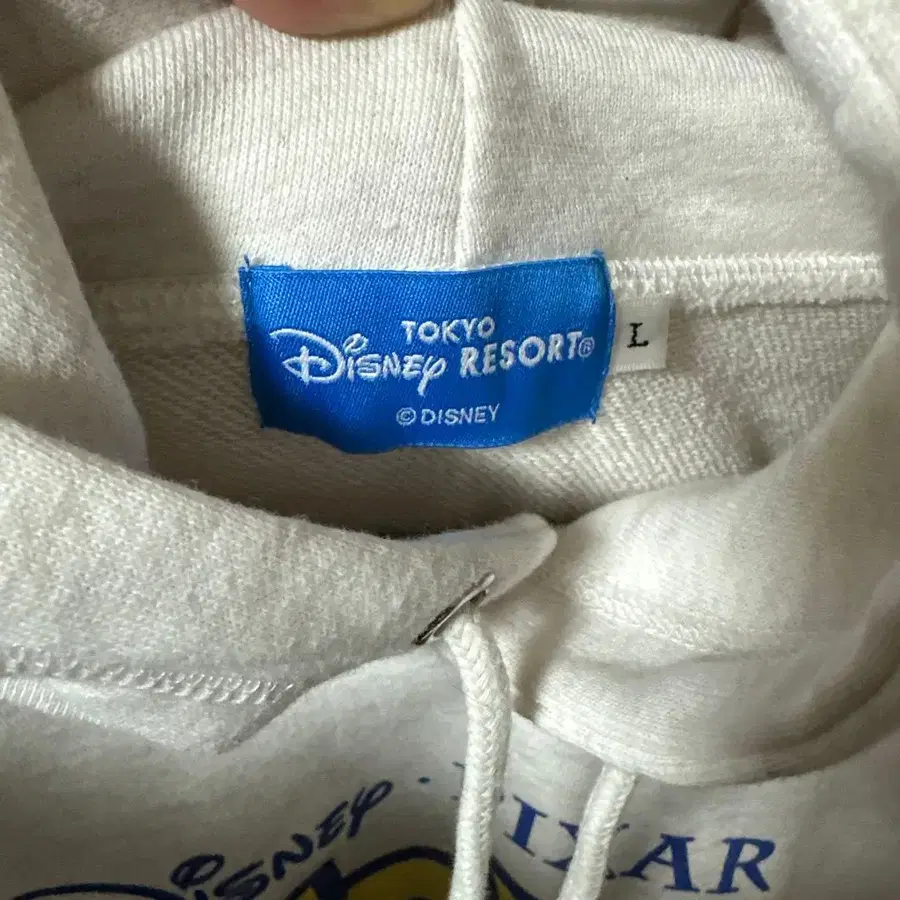 TOKYO
Disney RESORT®
© DISNEY
L
DISNEY · PIXAR